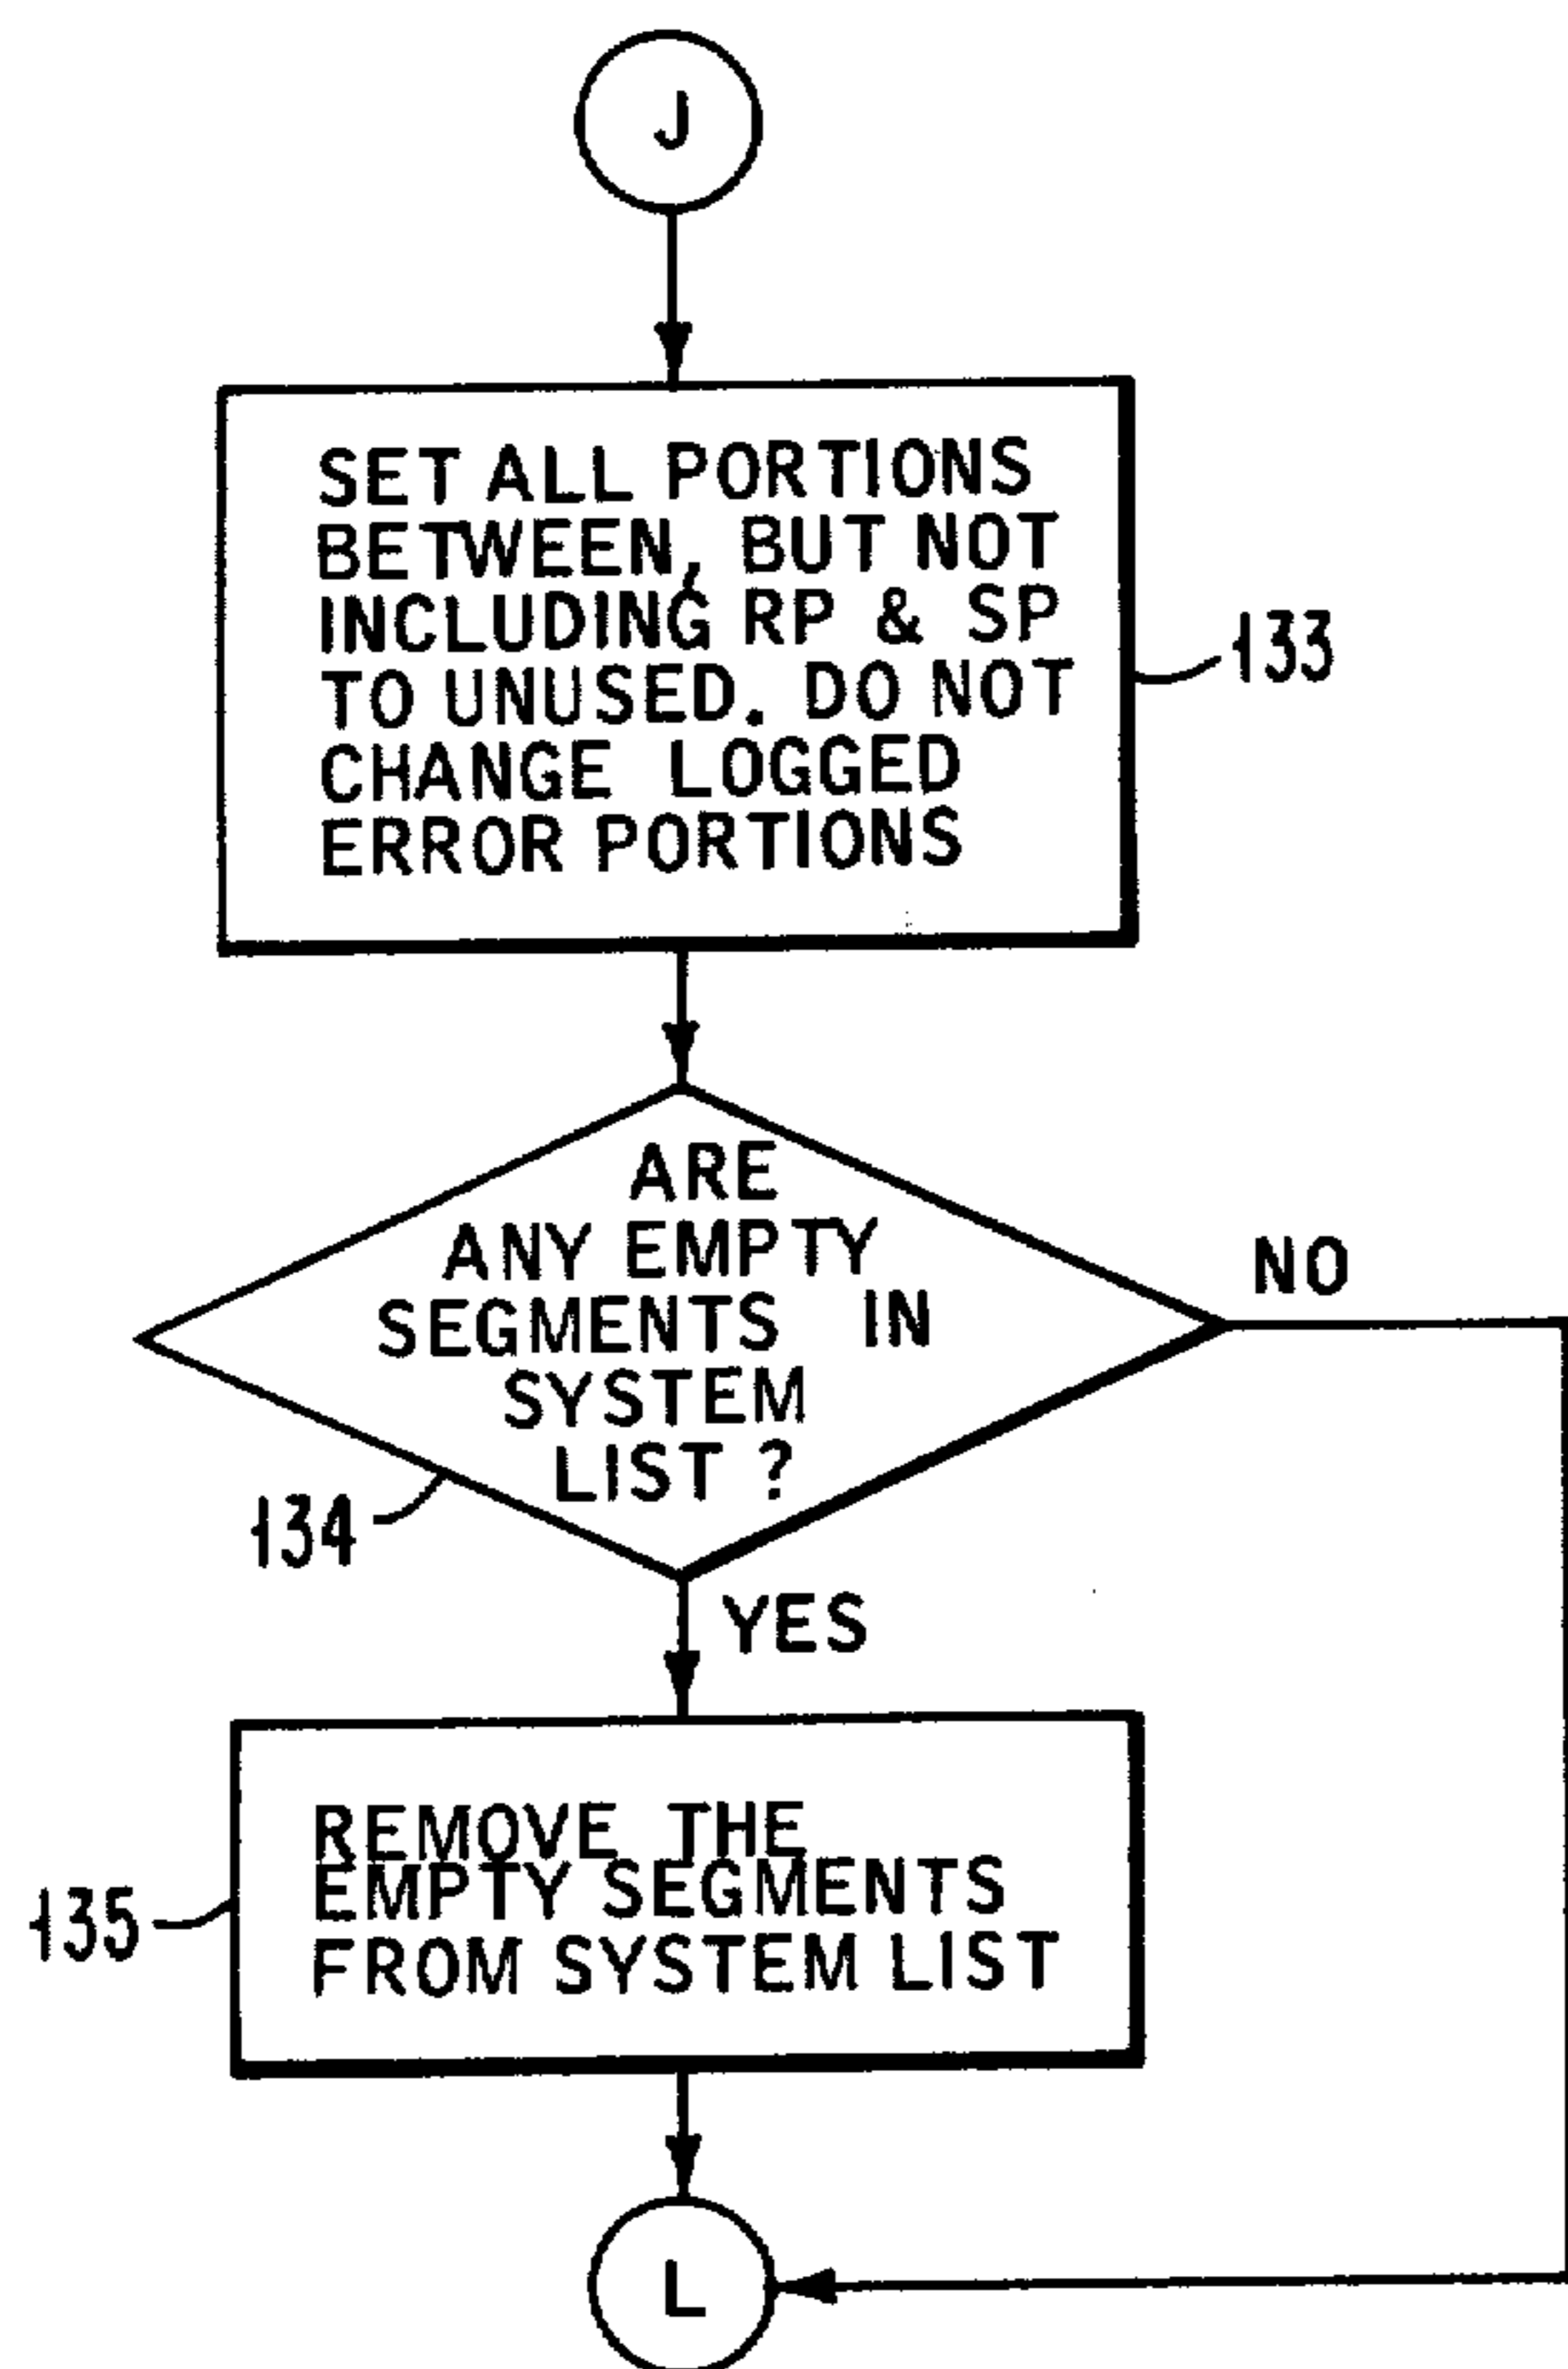 J
SET ALL PORTIONS
BETWEEN, BUT NOT
INCLUDING RP & SP
TO UNUSED. DO NOT
CHANGE LOGGED
ERROR PORTIONS
133
ARE
ANY EMPTY
SEGMENTS IN
SYSTEM
LIST ?
NO
134
YES
REMOVE THE
EMPTY SEGMENTS
FROM SYSTEM LIST
135
L